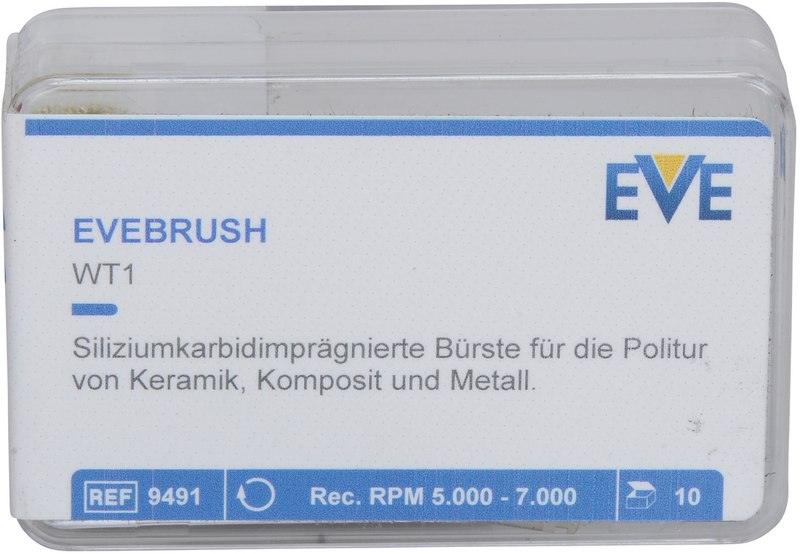 EVE
EVEBRUSH
WT1
Siliziumkarbidimprägnierte Bürste für die Politur
von Keramik, Komposit und Metall.
REF 9491 Rec. RPM 5.000 - 7.000 10